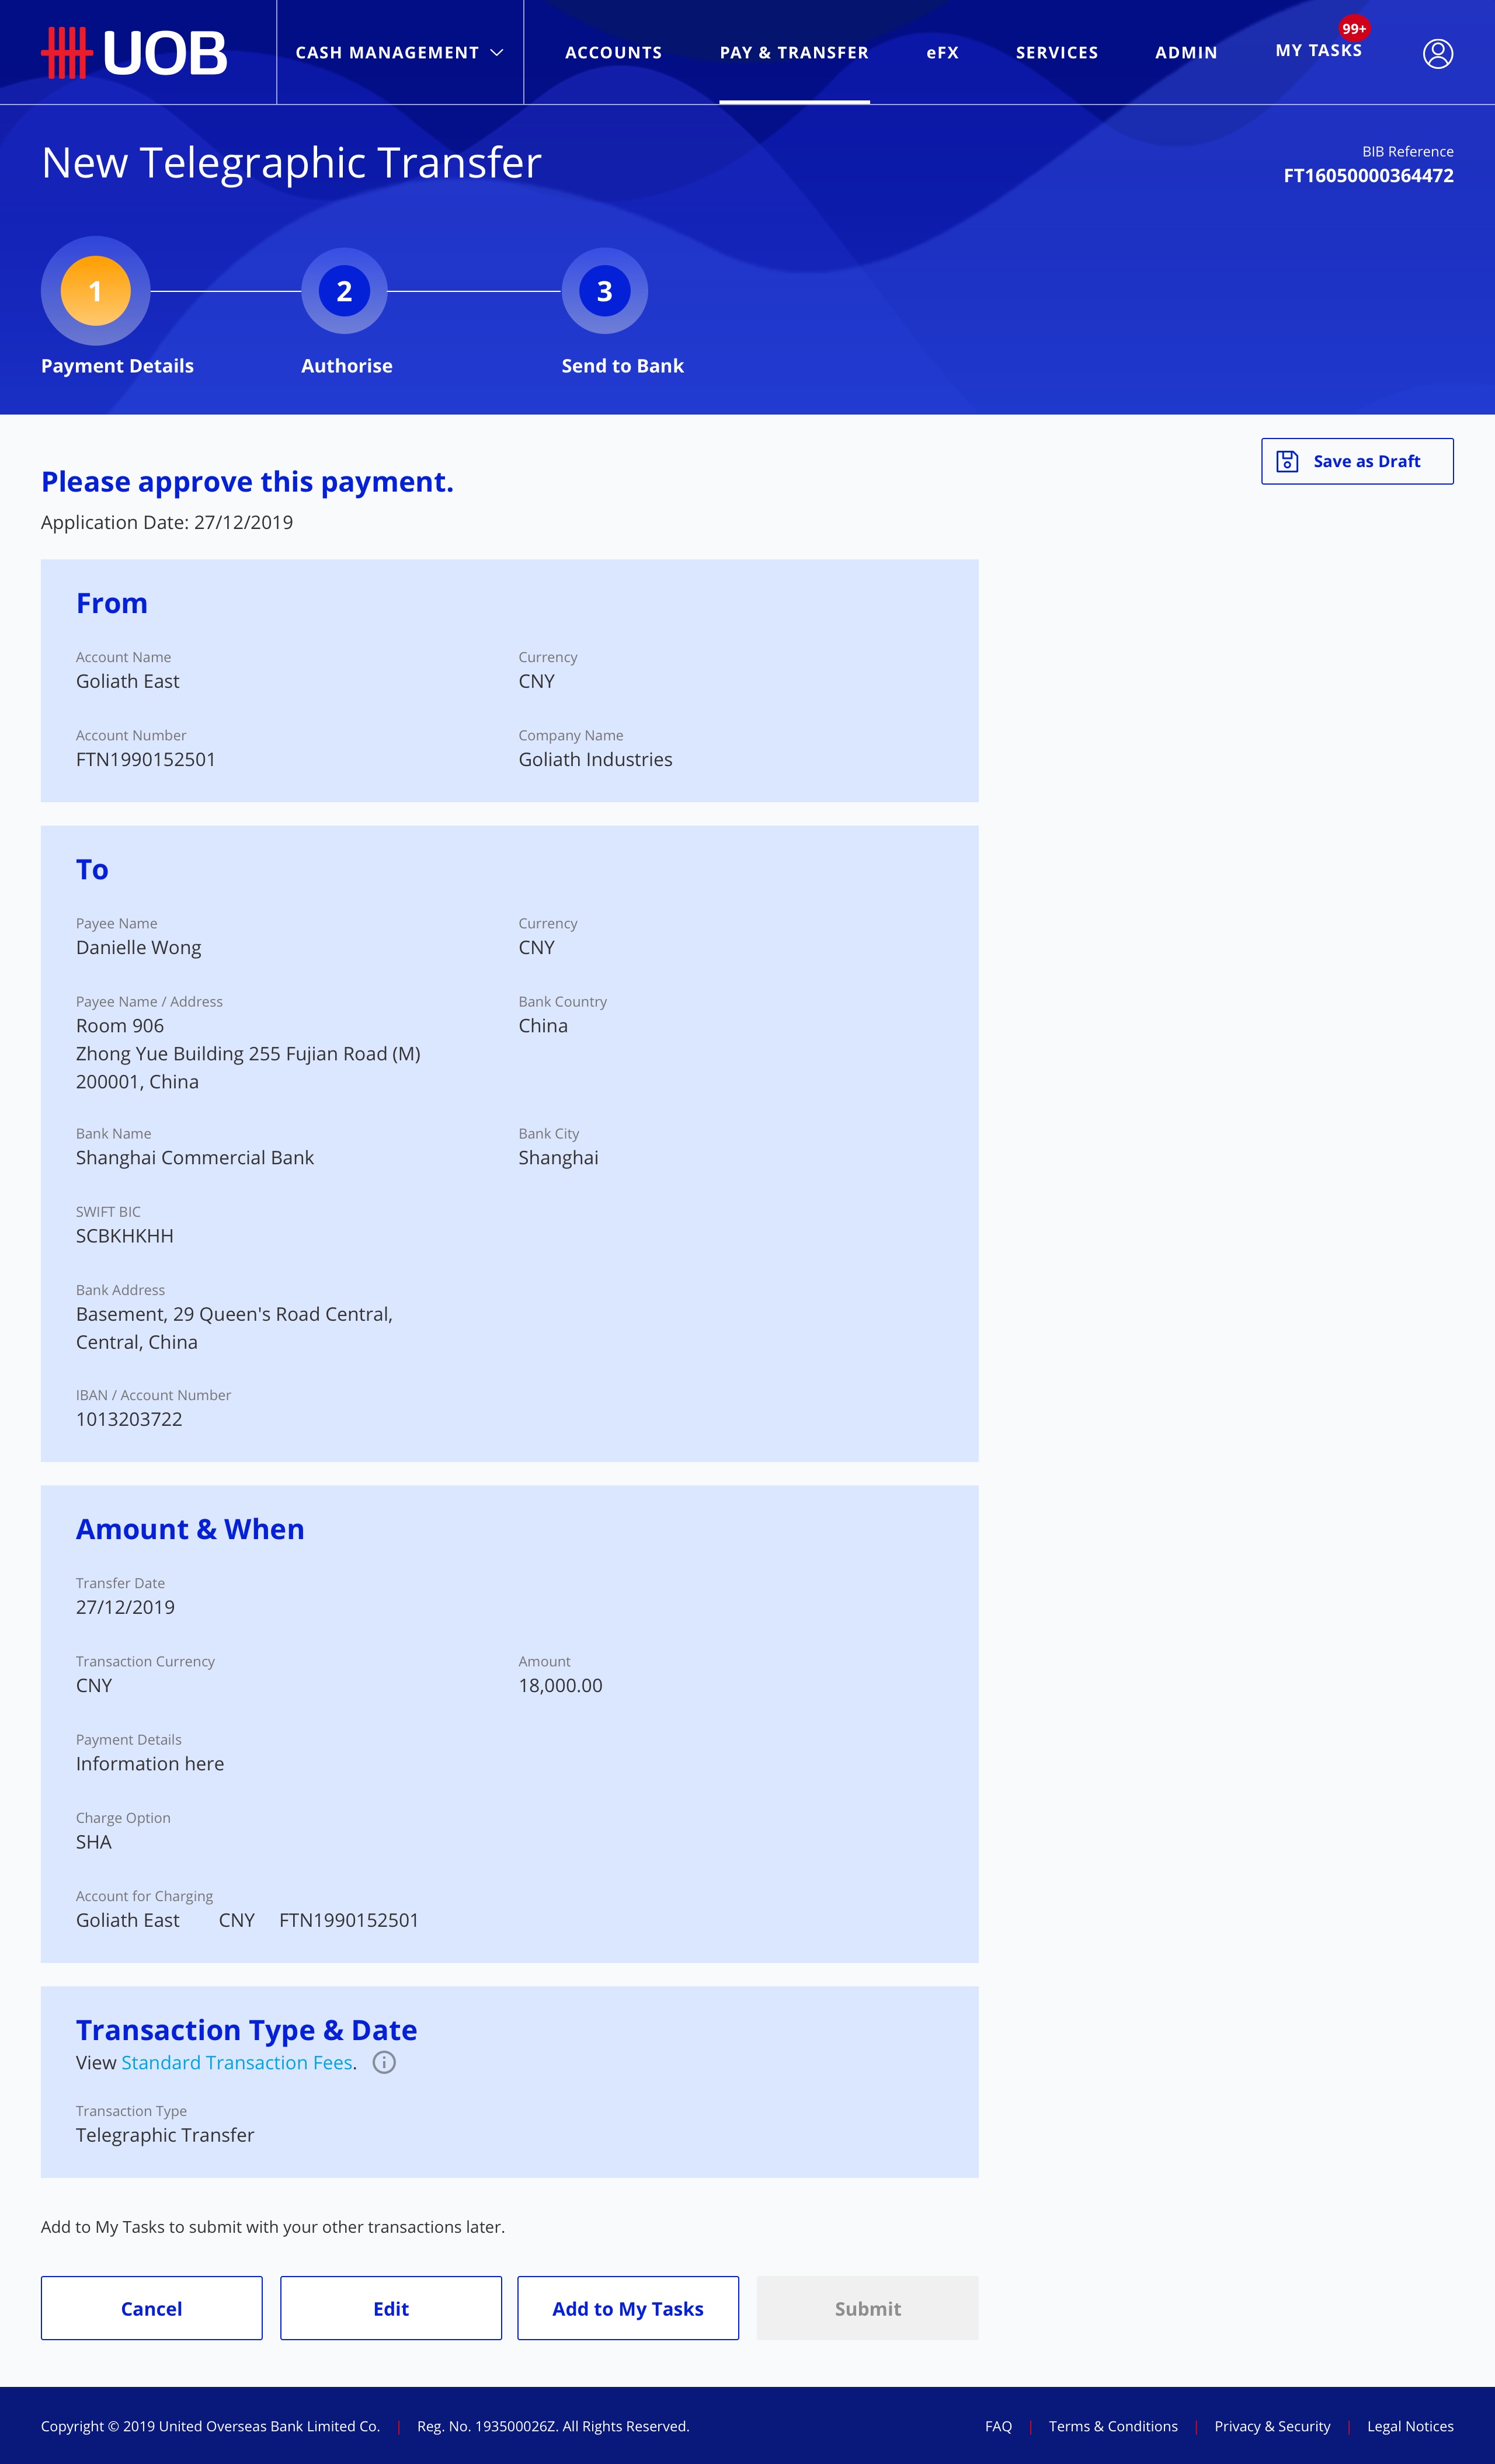 UOB
CASH MANAGEMENT
ACCOUNTS
PAY & TRANSFER
eFX
SERVICES
ADMIN
MY TASKS
99+
New Telegraphic Transfer
BIB Reference
FT16050000364472
1
2
3
Payment Details
Authorise
Send to Bank
Save as Draft
Please approve this payment.
Application Date: 27/12/2019
From
Account Name
Goliath East
Currency
CNY
Account Number
FTN1990152501
Company Name
Goliath Industries
To
Payee Name
Danielle Wong
Currency
CNY
Payee Name / Address
Room 906
Zhong Yue Building 255 Fujian Road (M)
200001, China
Bank Country
China
Bank Name
Shanghai Commercial Bank
Bank City
Shanghai
SWIFT BIC
SCBKHKHH
Bank Address
Basement, 29 Queen's Road Central,
Central, China
IBAN / Account Number
1013203722
Amount & When
Transfer Date
27/12/2019
Transaction Currency
CNY
Amount
18,000.00
Payment Details
Information here
Charge Option
SHA
Account for Charging
Goliath East CNY FTN1990152501
Transaction Type & Date
View Standard Transaction Fees.
Transaction Type
Telegraphic Transfer
Add to My Tasks to submit with your other transactions later.
Cancel
Edit
Add to My Tasks
Submit
Copyright © 2019 United Overseas Bank Limited Co. | Reg. No. 193500026Z. All Rights Reserved.
FAQ | Terms & Conditions | Privacy & Security | Legal Notices